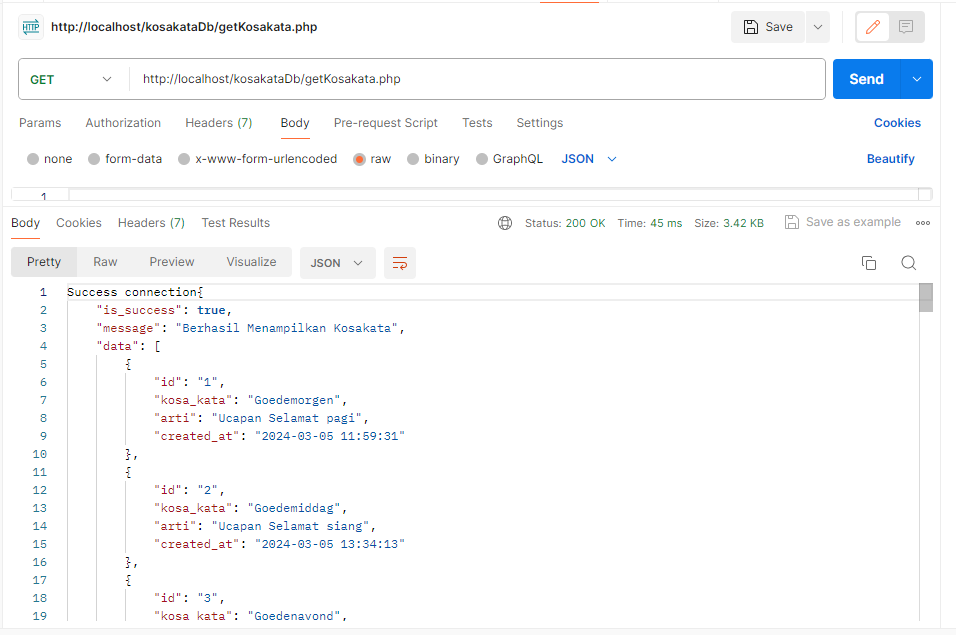 HTTP http://localhost/kosakataDb/getKosakata.php Save
GET http://localhost/kosakataDb/getKosakata.php Send
Params Authorization Headers (7) Body Pre-request Script Tests Settings Cookies
none form-data x-www-form-urlencoded raw binary GraphQL JSON Beautify
1
Body Cookies Headers (7) Test Results Status: 200 OK Time: 45 ms Size: 3.42 KB Save as example
Pretty Raw Preview Visualize JSON
1 Success connection{
2 "is_success": true,
3 "message": "Berhasil Menampilkan Kosakata",
4 "data": [
5 {
6 "id": "1",
7 "kosa_kata": "Goedemorgen",
8 "arti": "Ucapan Selamat pagi",
9 "created_at": "2024-03-05 11:59:31"
10 },
11 {
12 "id": "2",
13 "kosa_kata": "Goedemiddag",
14 "arti": "Ucapan Selamat siang",
15 "created_at": "2024-03-05 13:34:13"
16 },
17 {
18 "id": "3",
19 "kosa_kata": "Goedenavond",